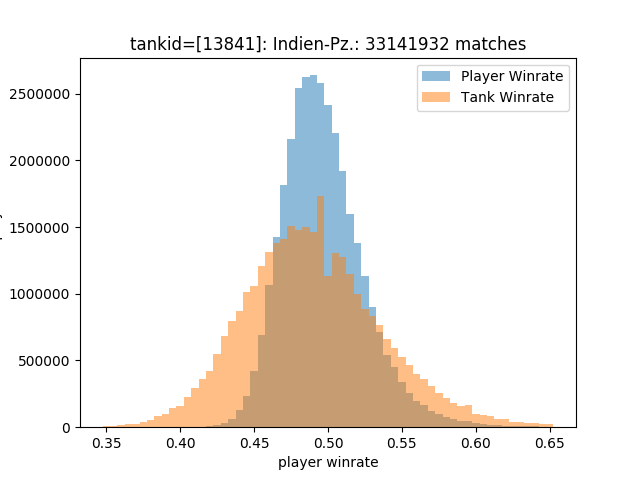 tankid=[13841]: Indien-Pz.: 33141932 matches
Player Winrate
Tank Winrate
2500000
2000000
1500000
1000000
500000
0
0.35 0.40 0.45 0.50 0.55 0.60 0.65
player winrate